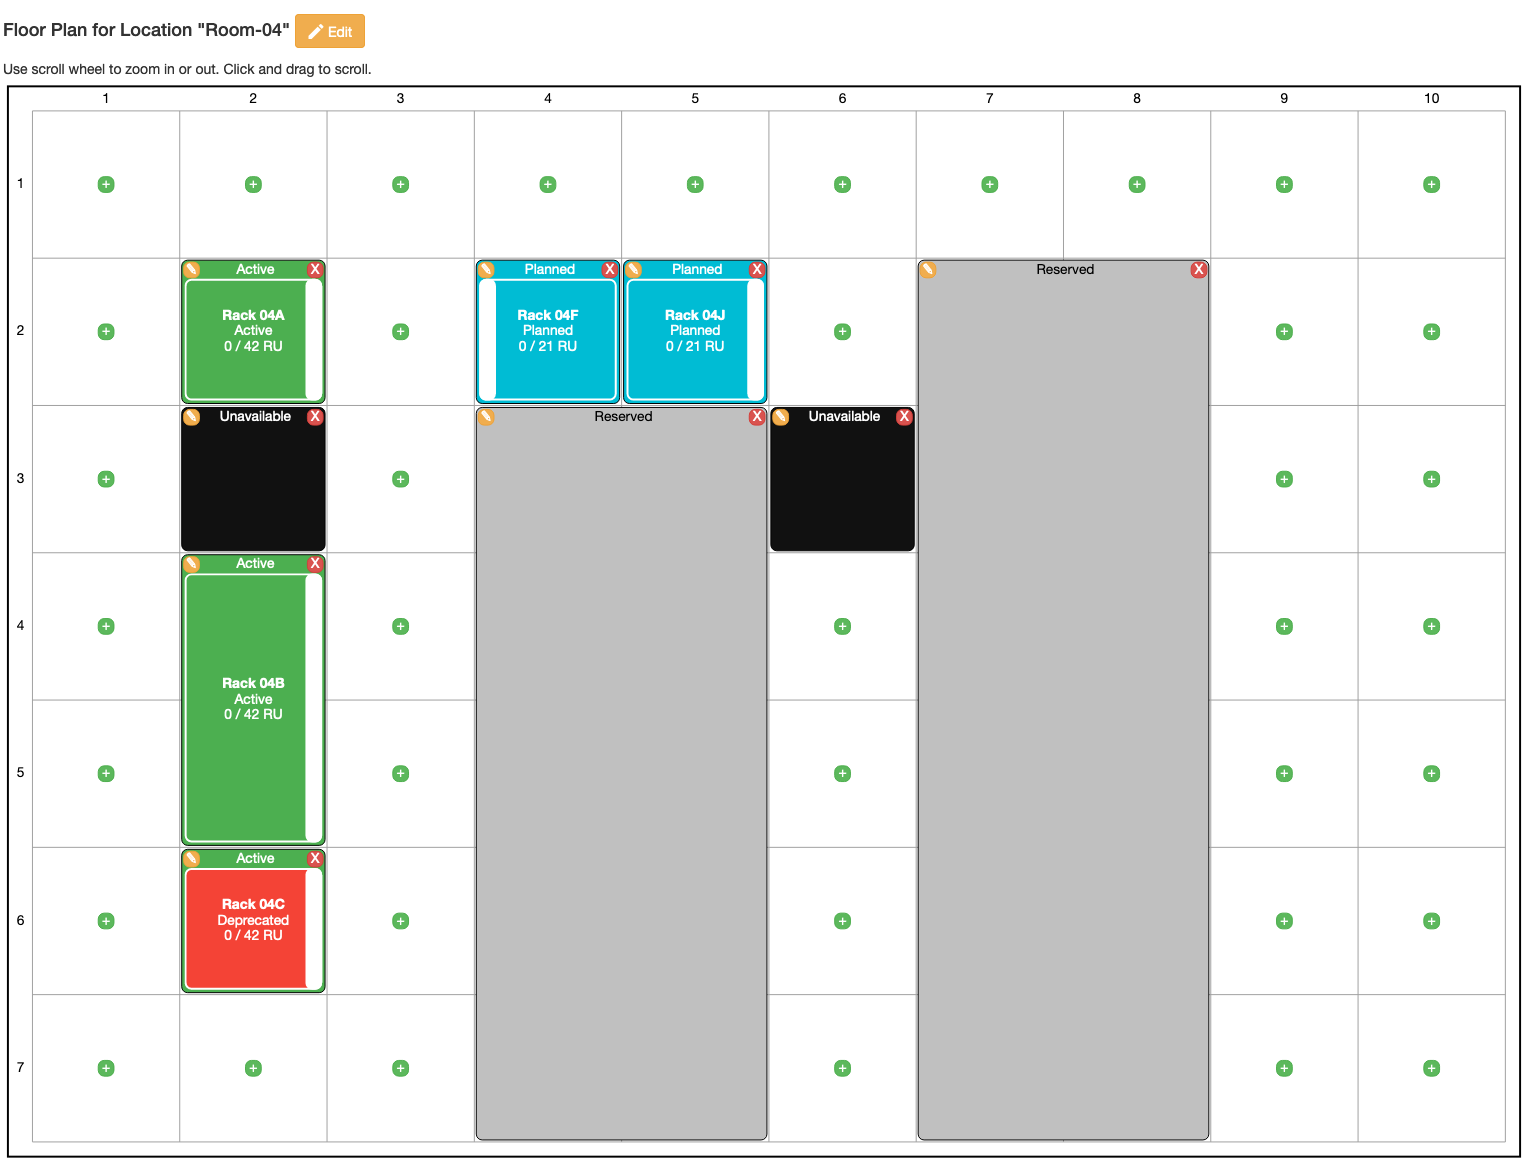 Floor Plan for Location "Room-04" Edit
Use scroll wheel to zoom in or out. Click and drag to scroll.
1 2 3 4 5 6 7 8 9 10
1
Active X Planned X Planned X Reserved X
2
Rack 04A
Active
0 / 42 RU
Rack 04F
Planned
0 / 21 RU
Rack 04J
Planned
0 / 21 RU
Unavailable X Reserved X Unavailable X
3
Active X
4
Rack 04B
Active
0 / 42 RU
5
Active X
6
Rack 04C
Deprecated
0 / 42 RU
7